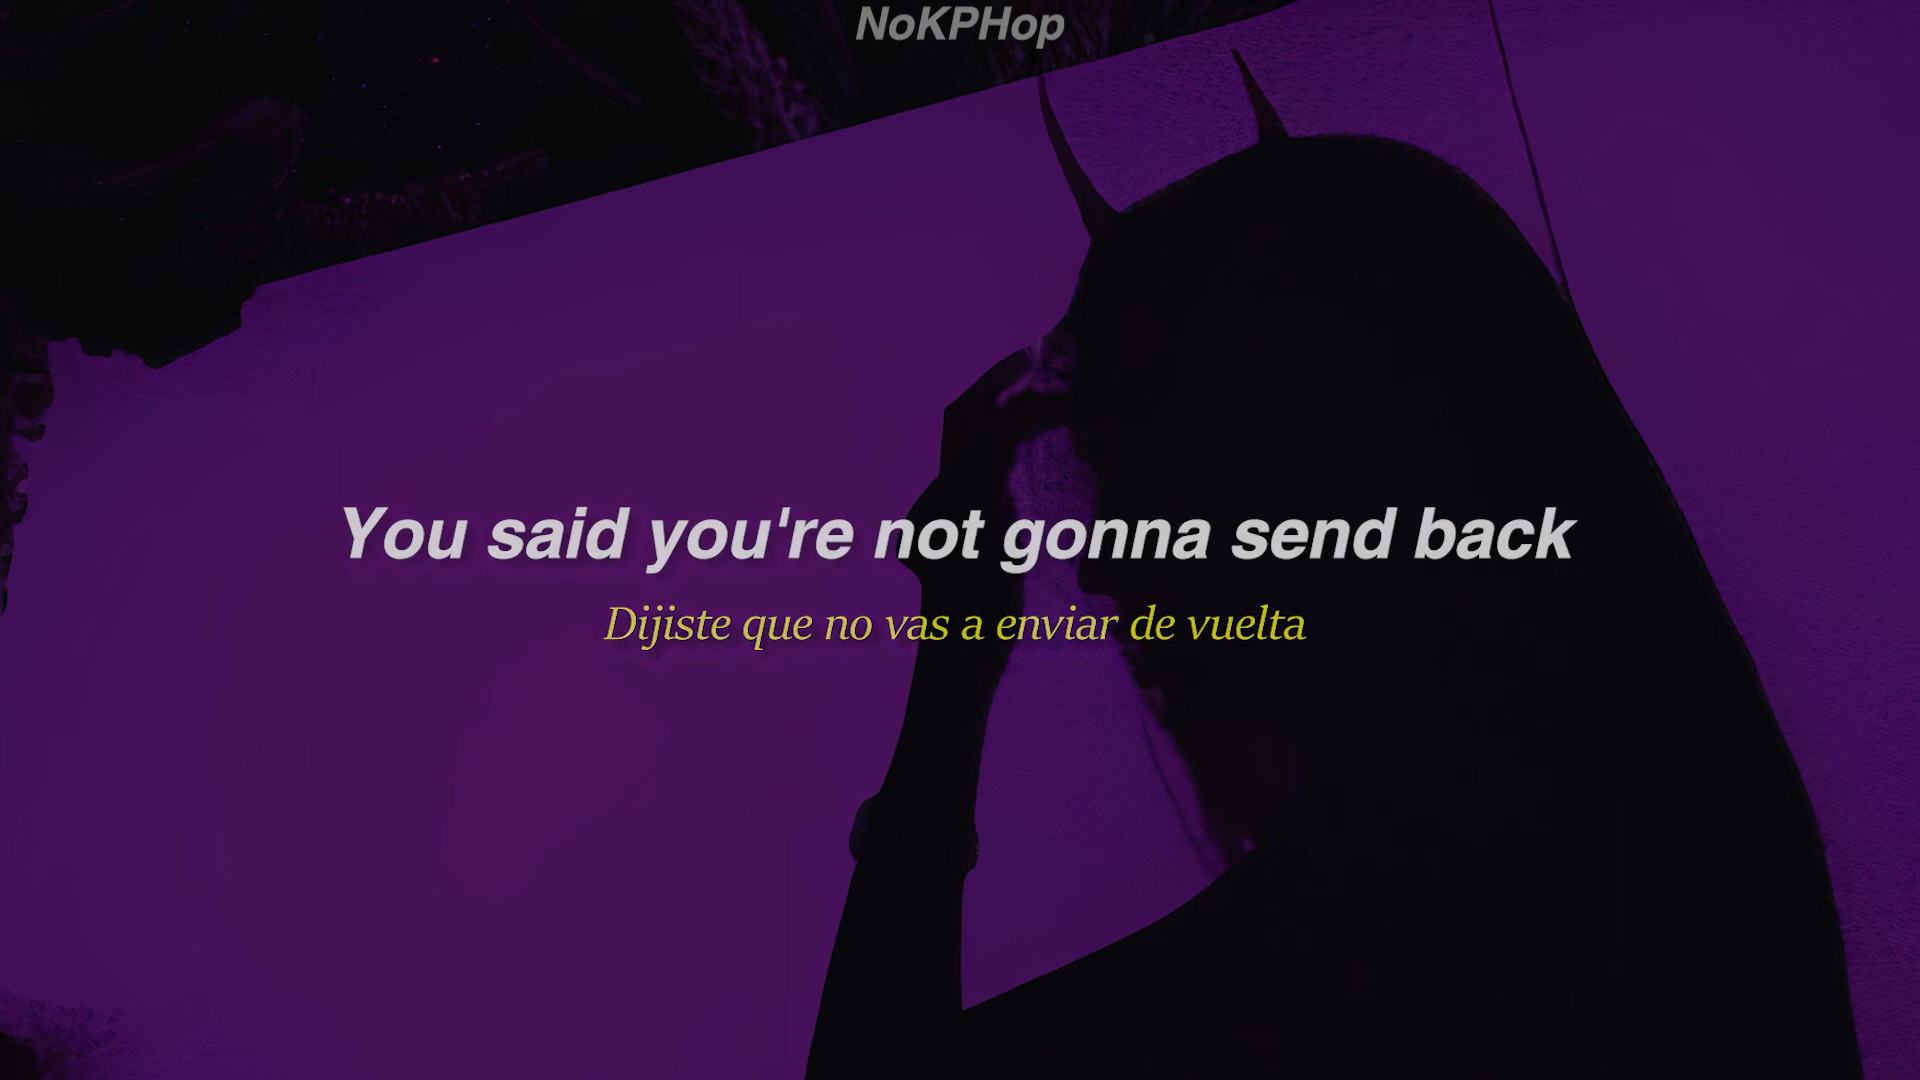 NoKPHop
You said you're not gonna send back
Dijiste que no vas a enviar de vuelta